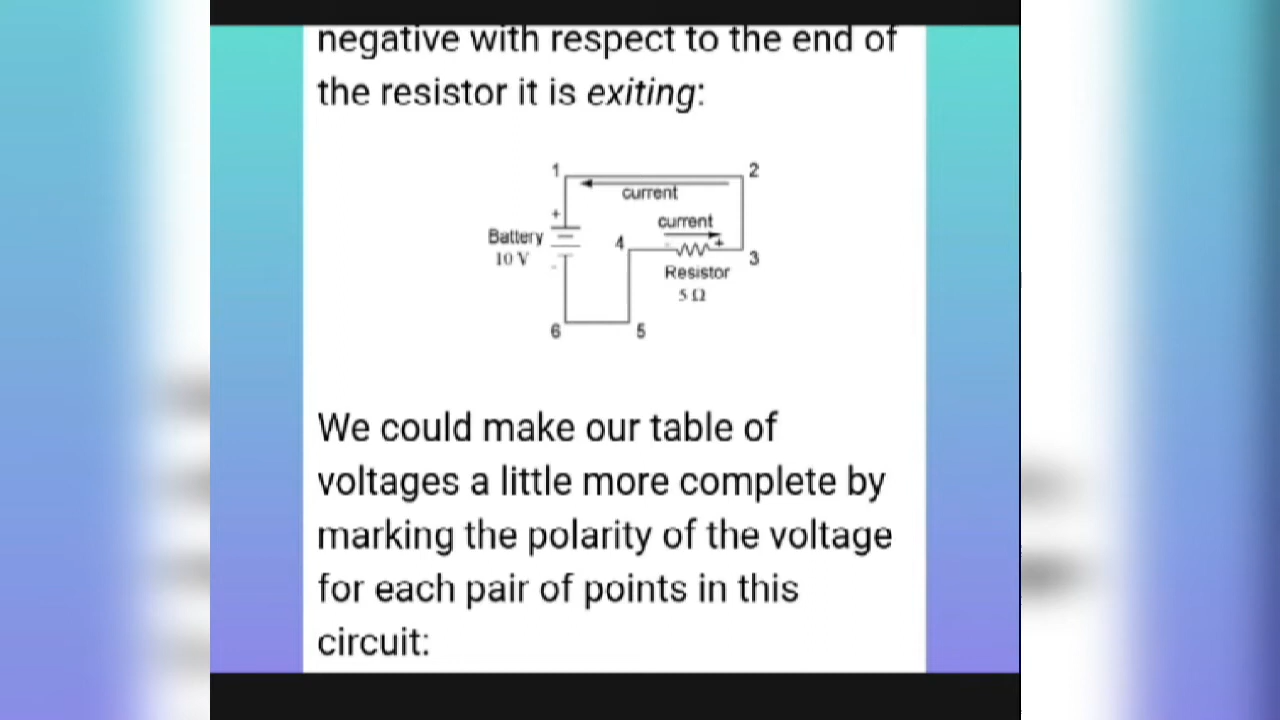 negative with respect to the end of
the resistor it is exiting:
1
2
current
+
current
Battery
4
- +
10 V
3
Resistor
-
5 Ω
6
5
We could make our table of
voltages a little more complete by
marking the polarity of the voltage
for each pair of points in this
circuit: